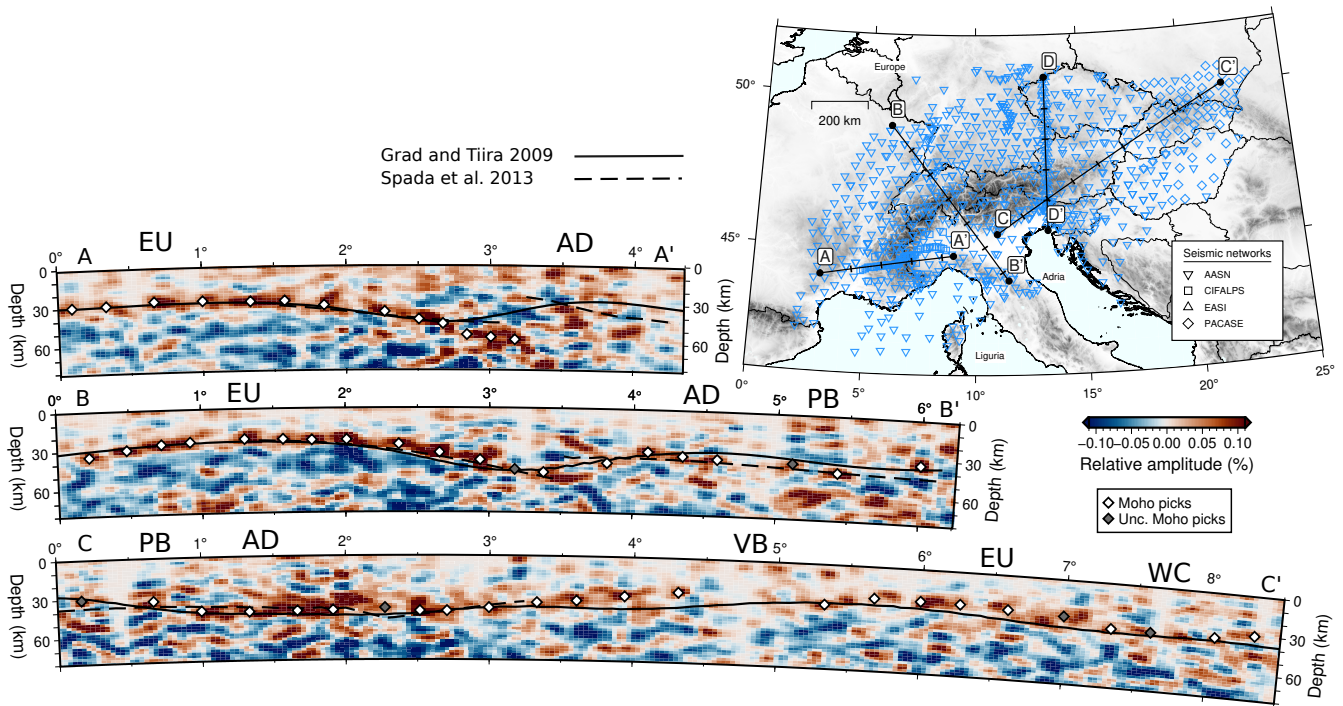 Grad and Tiira 2009
Spada et al. 2013
0° A EU 1° 2° 3° AD 4° A'
0
30
60
Depth (km)
0
30
60
Depth (km)
B
0° 1° EU 2° 3° 4° AD 5° PB 6° B'
0
30
60
Depth (km)
0
30
60
Depth (km)
0° C PB 1° AD 2° 3° 4° VB 5° 6° EU 7° WC 8° C'
0
30
60
Depth (km)
0
30
60
Depth (km)
50°
45°
0° 5° 10° 15° 20° 25°
Europe
200 km
A
A'
B
B'
C
C'
D
D'
Adria
Liguria
Seismic networks
AASN
CIFALPS
EASI
PACASE
−0.10 −0.05 0.00 0.05 0.10
Relative amplitude (%)
Moho picks
Unc. Moho picks